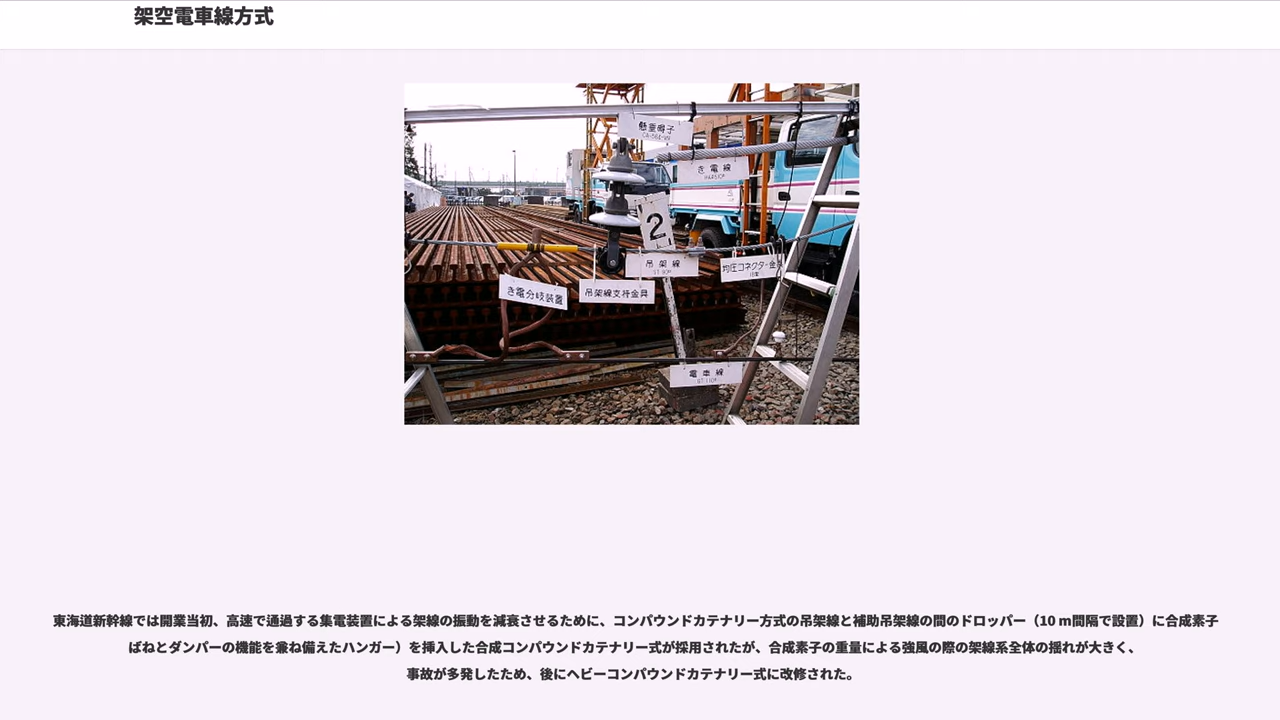 架空電車線方式
懸垂碍子
き電線
2
吊架線
均圧コネクター金具
き電分岐装置
吊架線支持金具
電車線
東海道新幹線では開業当初、高速で通過する集電装置による架線の振動を減衰させるために、コンパウンドカテナリー方式の吊架線と補助吊架線の間のドロッパー（10 m間隔で設置）に合成素子
ばねとダンパーの機能を兼ね備えたハンガー）を挿入した合成コンパウンドカテナリー式が採用されたが、合成素子の重量による強風の際の架線系全体の揺れが大きく、
事故が多発したため、後にヘビーコンパウンドカテナリー式に改修された。